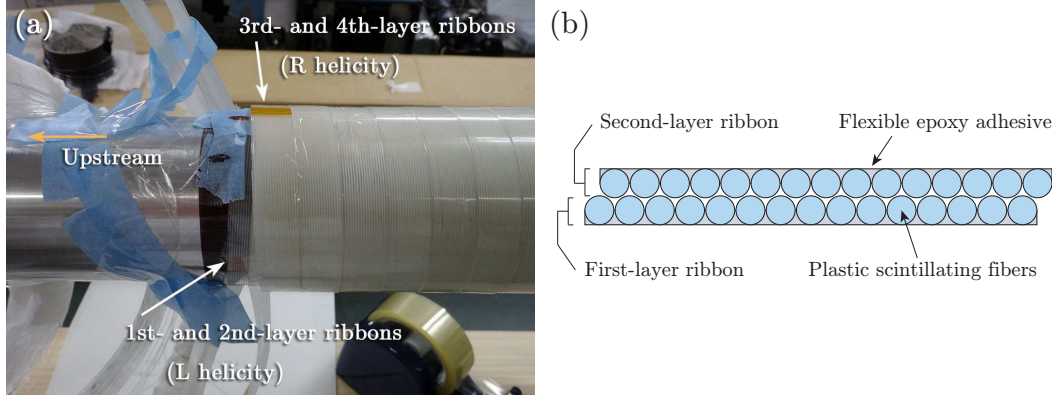 (a)
3rd- and 4th-layer ribbons
(R helicity)
Upstream
1st- and 2nd-layer ribbons
(L helicity)
(b)
Second-layer ribbon
Flexible epoxy adhesive
First-layer ribbon
Plastic scintillating fibers